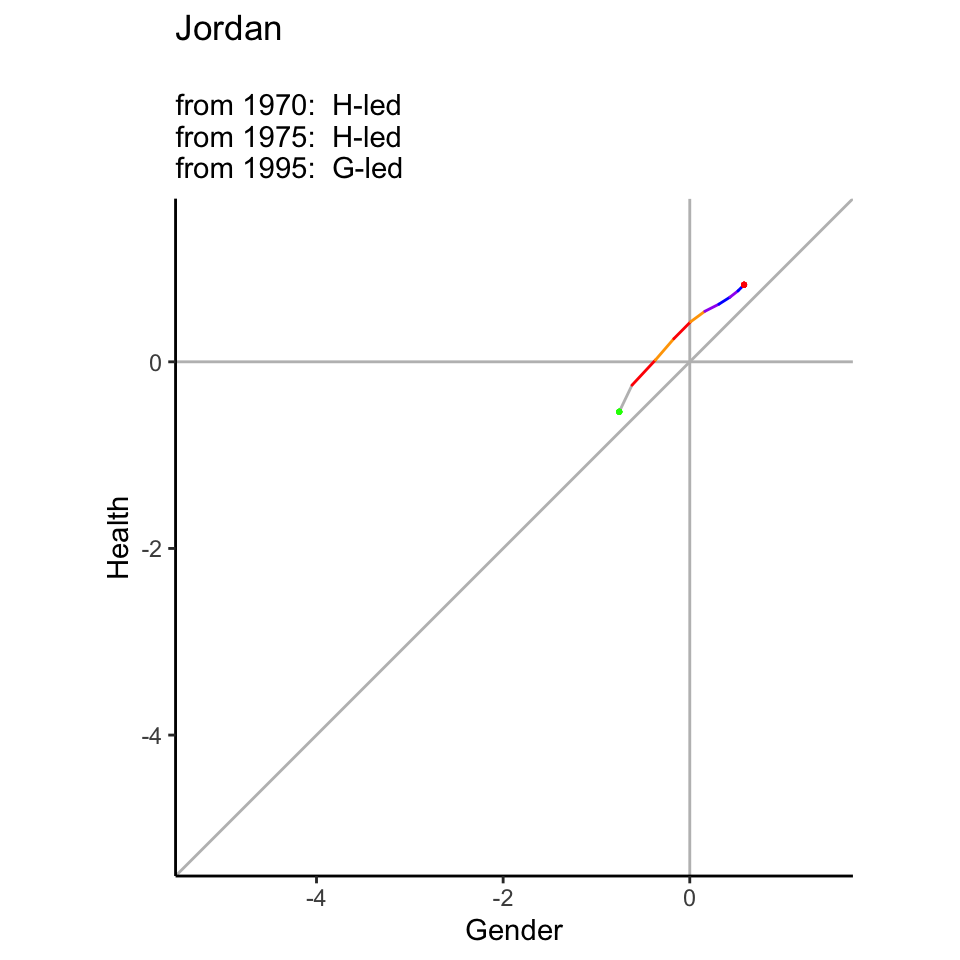 Jordan
from 1970:  H-led
from 1975:  H-led
from 1995:  G-led
0
-2
-4
Health
-4
-2
0
Gender